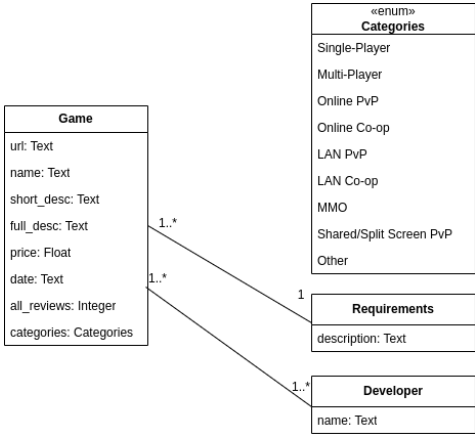 «enum»
Categories
Single-Player
Multi-Player
Online PvP
Online Co-op
LAN PvP
LAN Co-op
MMO
Shared/Split Screen PvP
Other
Game
url: Text
name: Text
short_desc: Text
full_desc: Text
price: Float
date: Text
all_reviews: Integer
categories: Categories
1..*
1..*
1
Requirements
description: Text
1..*
Developer
name: Text